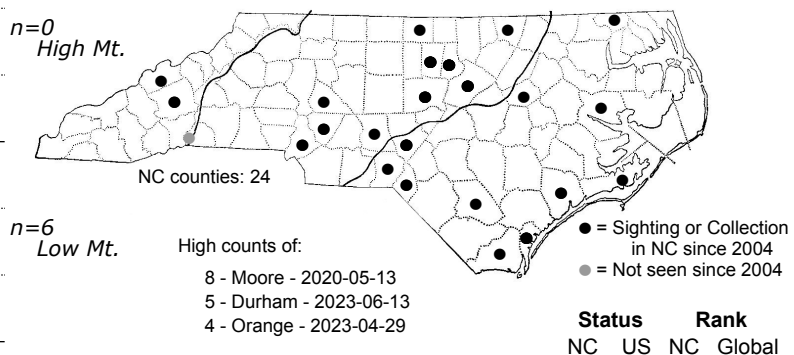 n=0
High Mt.
NC counties: 24
n=6
Low Mt.
High counts of:
8 - Moore - 2020-05-13
5 - Durham - 2023-06-13
4 - Orange - 2023-04-29
= Sighting or Collection
in NC since 2004
= Not seen since 2004
Status Rank
NC US NC Global